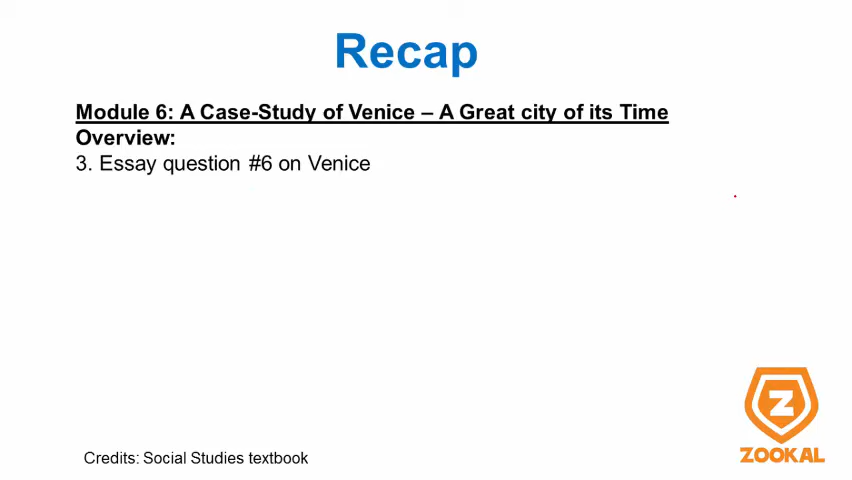 Recap
Module 6: A Case-Study of Venice – A Great city of its Time
Overview:
3. Essay question #6 on Venice
Z
ZOOKAL
Credits: Social Studies textbook